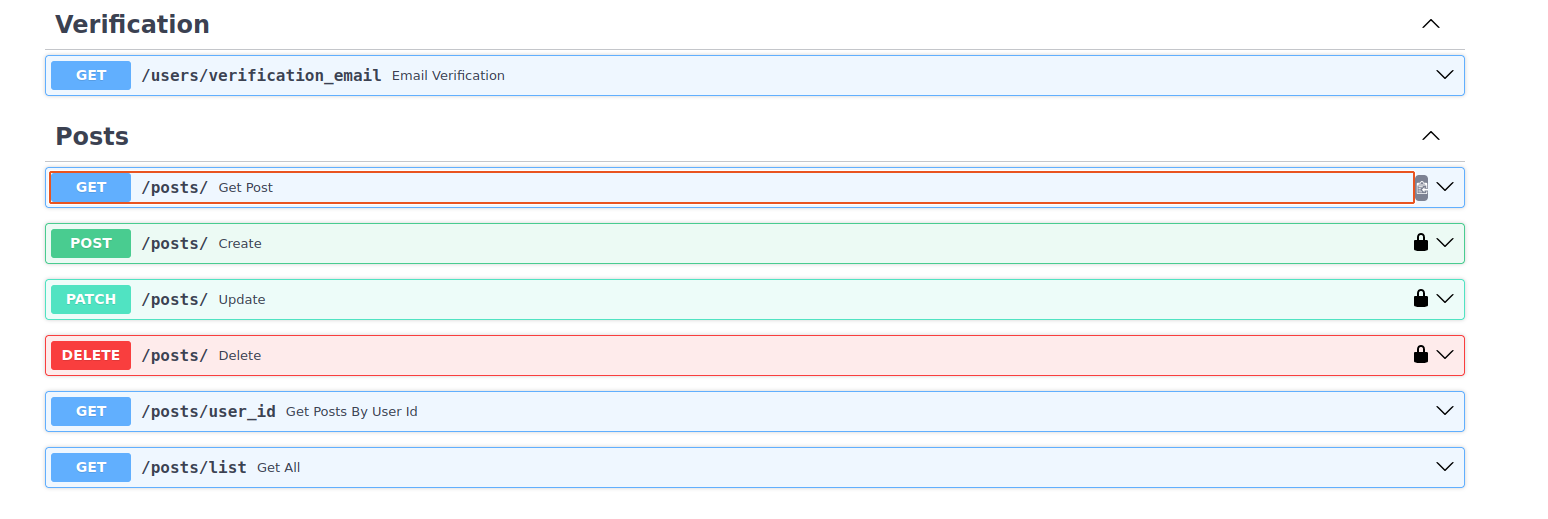 Verification
GET /users/verification_email Email Verification
Posts
GET /posts/ Get Post
POST /posts/ Create
PATCH /posts/ Update
DELETE /posts/ Delete
GET /posts/user_id Get Posts By User Id
GET /posts/list Get All